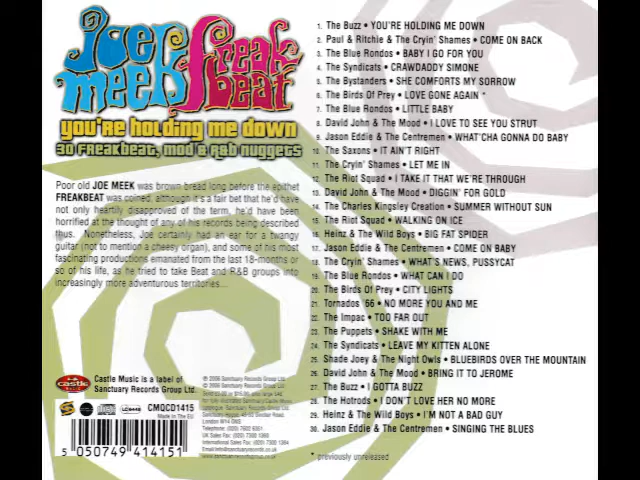 Joe Meek Freakbeat
you're holding me down
30 FREAKBEAT, MOD & R&B NUGGETS
Poor old JOE MEEK was brown bread long before the epithet
FREAKBEAT was coined, although it's a fair bet that he'd have
not only heartily disapproved of the term, he'd have been
horrified at the thought of any of his records being described
thus. Nonetheless, Joe certainly had an ear for a twangy
guitar (not to mention a cheesy organ), and some of his most
fascinating productions emanated from the last 18-months or
so of his life, as he tried to take Beat and R&B groups into
increasingly more adventurous territories...
1. The Buzz • YOU'RE HOLDING ME DOWN
2. Paul & Ritchie & The Cryin' Shames • COME ON BACK
3. The Blue Rondos • BABY I GO FOR YOU
4. The Syndicats • CRAWDADDY SIMONE
5. The Bystanders • SHE COMFORTS MY SORROW
6. The Birds Of Prey • LOVE GONE AGAIN *
7. The Blue Rondos • LITTLE BABY
8. David John & The Mood • I LOVE TO SEE YOU STRUT
9. Jason Eddie & The Centremen • WHAT'CHA GONNA DO BABY
10. The Saxons • IT AIN'T RIGHT
11. The Cryin' Shames • LET ME IN
12. The Riot Squad • I TAKE IT THAT WE'RE THROUGH
13. David John & The Mood • DIGGIN' FOR GOLD
14. The Charles Kingsley Creation • SUMMER WITHOUT SUN
15. The Riot Squad • WALKING ON ICE
16. Heinz & The Wild Boys • BIG FAT SPIDER
17. Jason Eddie & The Centremen • COME ON BABY
18. The Cryin' Shames • WHAT'S NEWS, PUSSYCAT
19. The Blue Rondos • WHAT CAN I DO
20. The Birds Of Prey • CITY LIGHTS
21. Tornados '66 • NO MORE YOU AND ME
22. The Impac • TOO FAR OUT
23. The Puppets • SHAKE WITH ME
24. The Syndicats • LEAVE MY KITTEN ALONE
25. Shade Joey & The Night Owls • BLUEBIRDS OVER THE MOUNTAIN
26. David John & The Mood • BRING IT TO JEROME
27. The Buzz • I GOTTA BUZZ
28. The Hotrods • I DON'T LOVE HER NO MORE
29. Heinz & The Wild Boys • I'M NOT A BAD GUY
30. Jason Eddie & The Centremen • SINGING THE BLUES
* previously unreleased
castle
Castle Music is a label of
Sanctuary Records Group Ltd.
CMQCD1415
Made In The EU
5 050749 414151
℗ 2006 Sanctuary Records Group Ltd.
© 2006 Sanctuary Records Group Ltd.
London W14 0NS